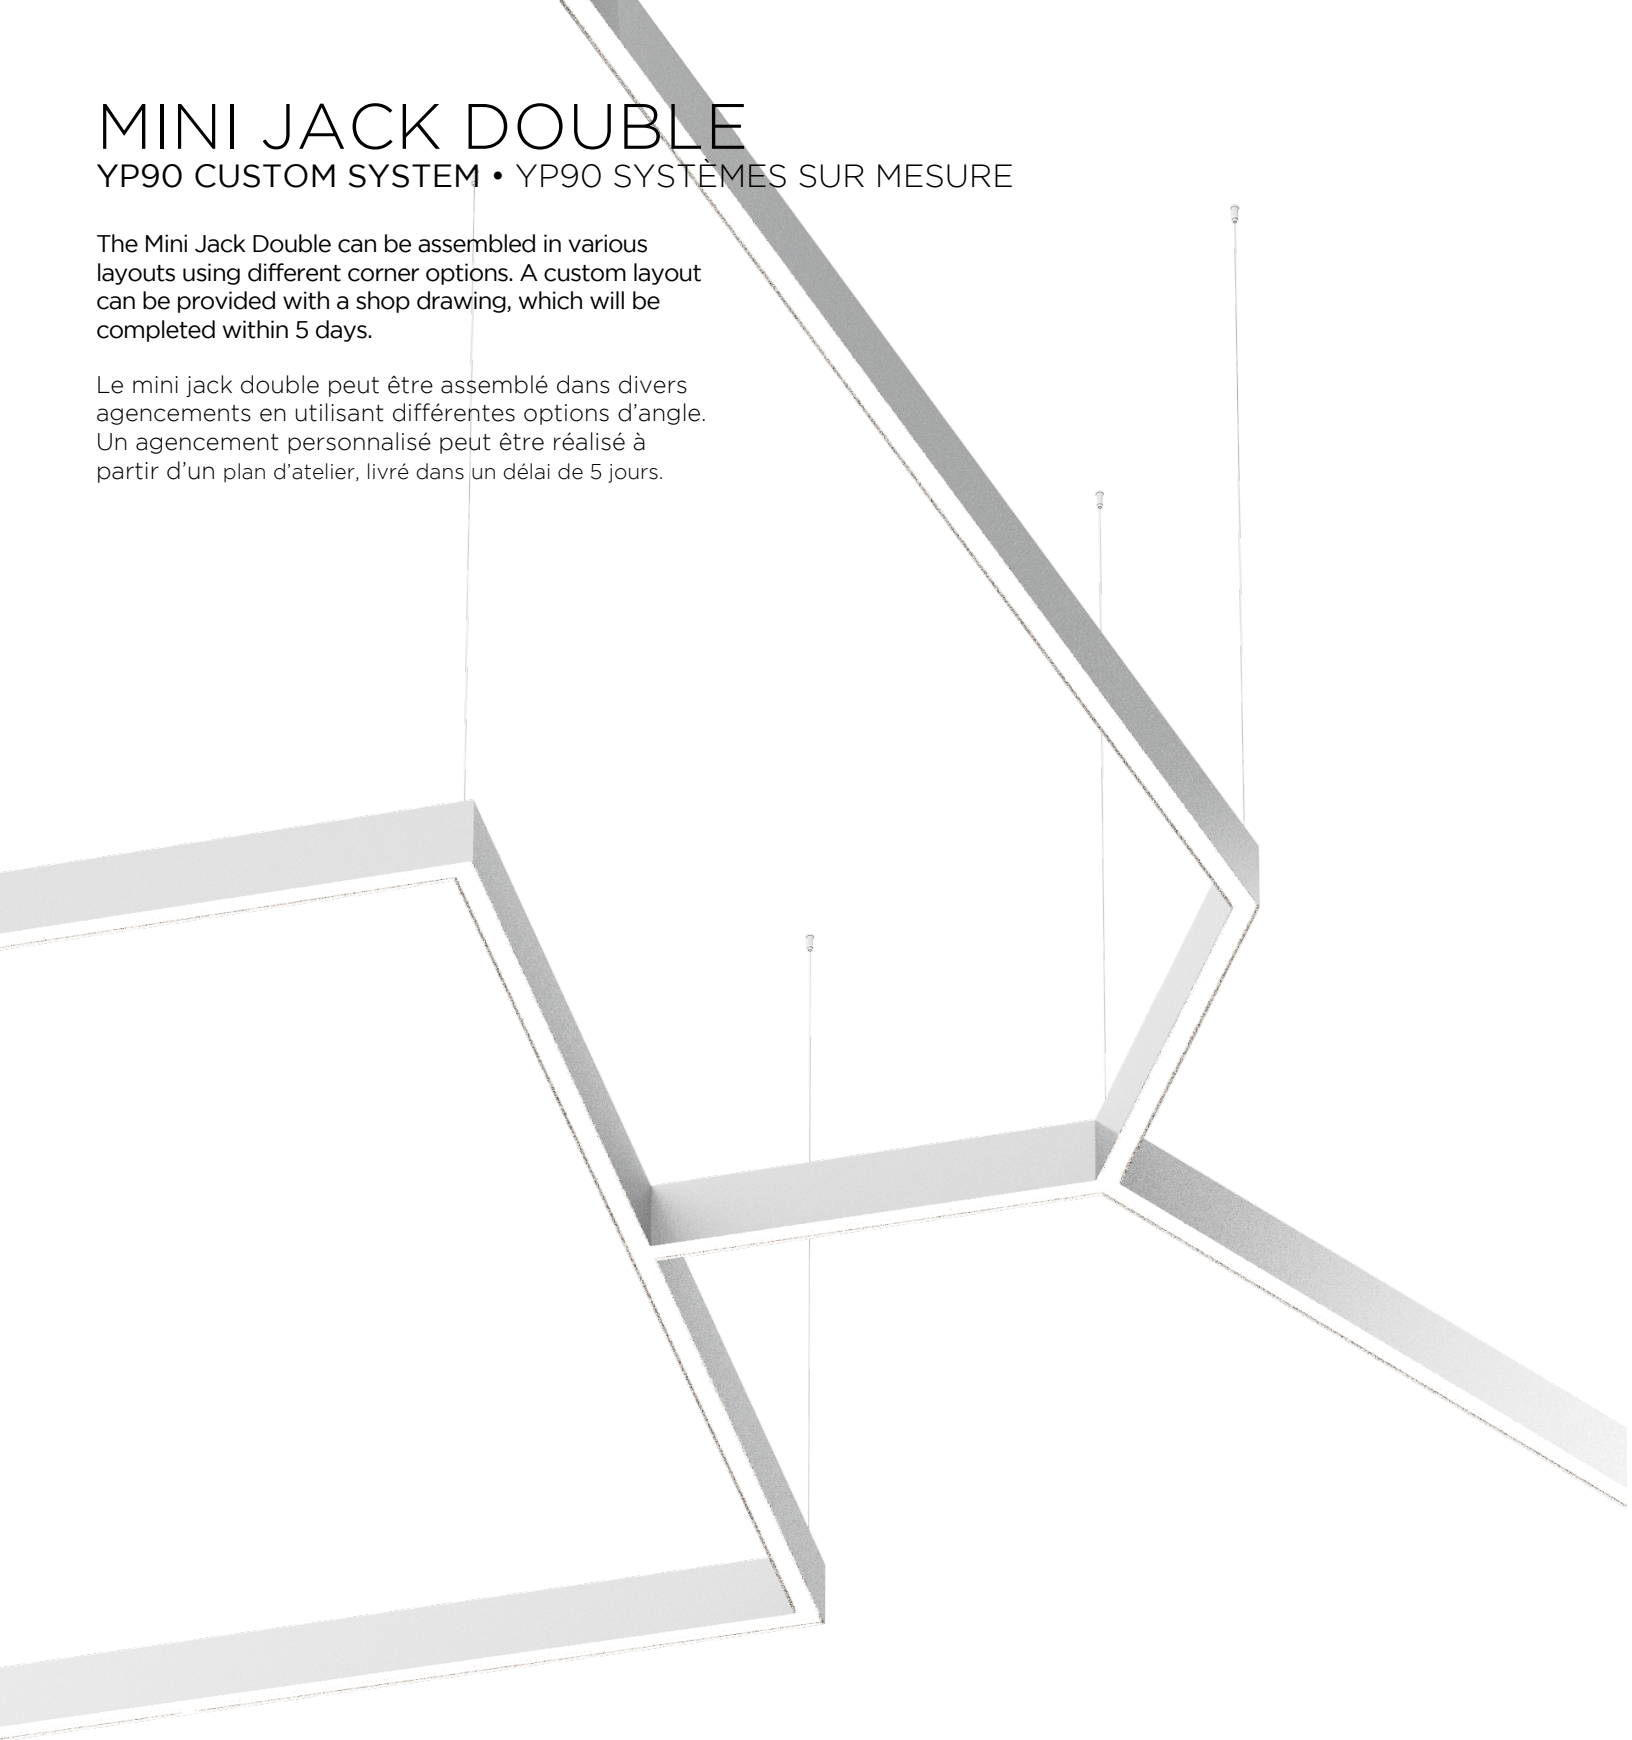 MINI JACK DOUBLE
YP90 CUSTOM SYSTEM • YP90 SYSTÈMES SUR MESURE
The Mini Jack Double can be assembled in various
layouts using different corner options. A custom layout
can be provided with a shop drawing, which will be
completed within 5 days.
Le mini jack double peut être assemblé dans divers
agencements en utilisant différentes options d’angle.
Un agencement personnalisé peut être réalisé à
partir d’un plan d’atelier, livré dans un délai de 5 jours.